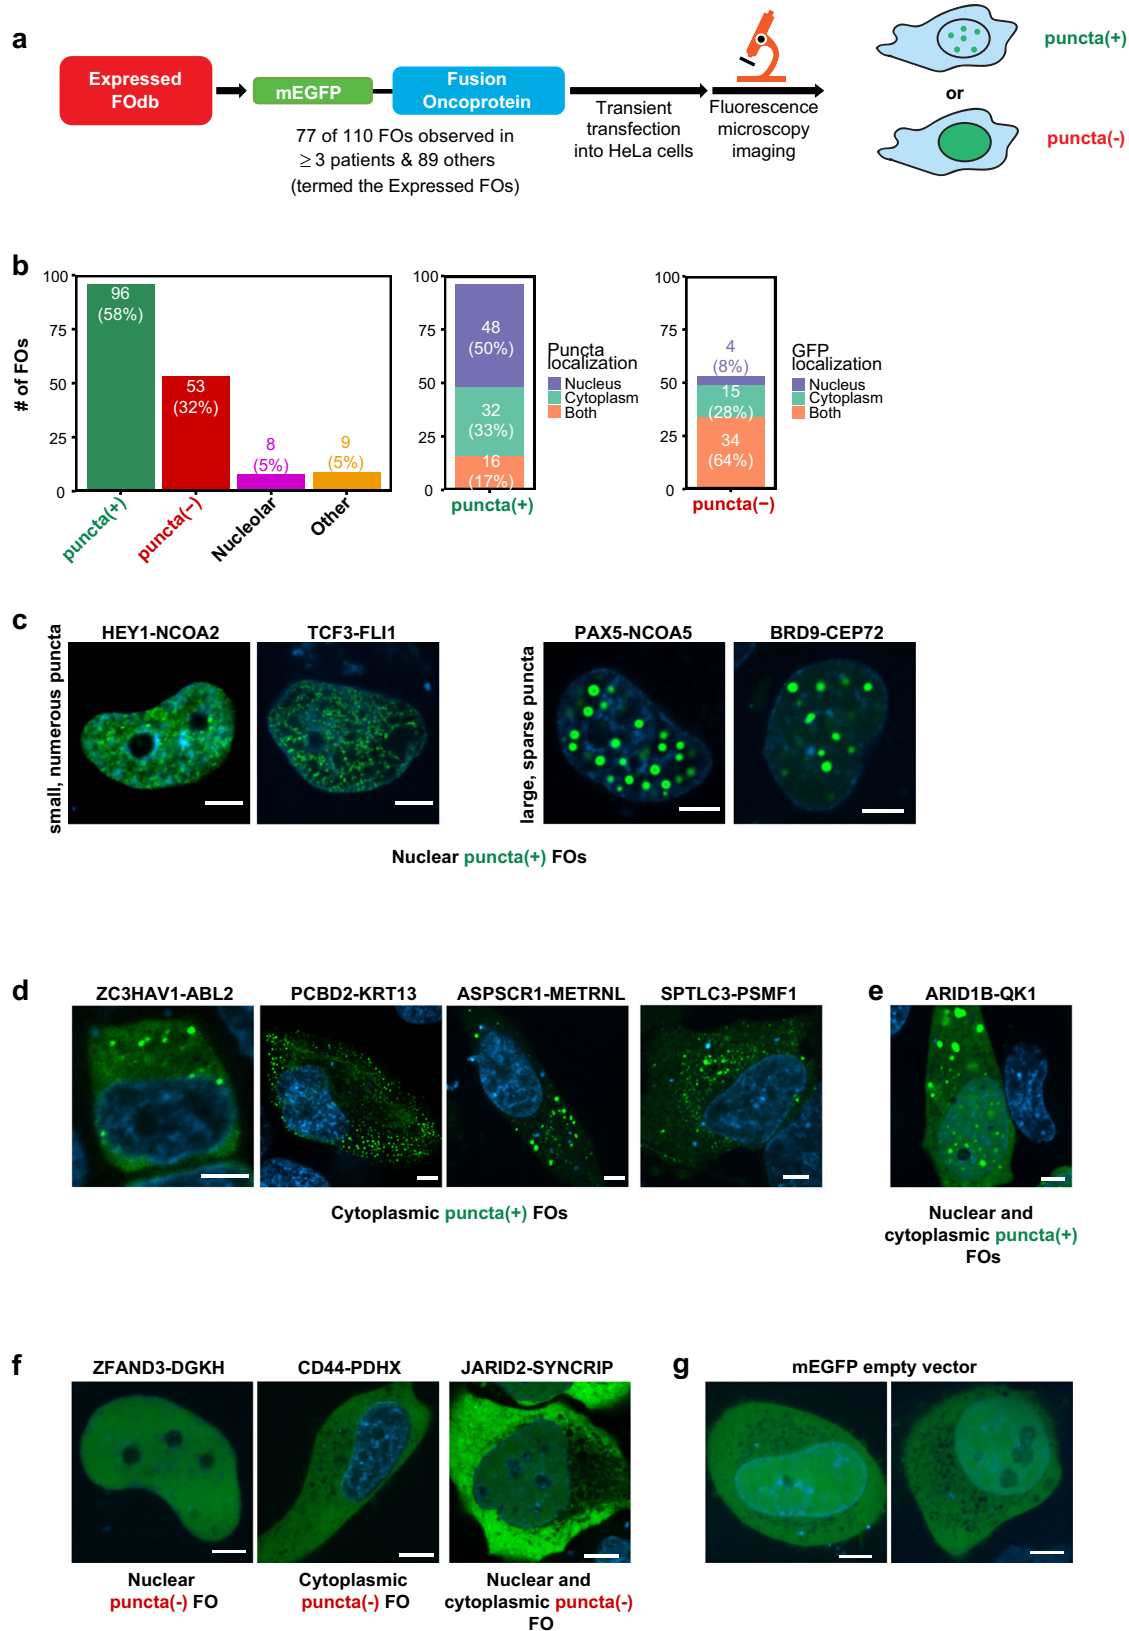 a
Expressed
FOdb
mEGFP
Fusion
Oncoprotein
77 of 110 FOs observed in
≥ 3 patients & 89 others
(termed the Expressed FOs)
Transient
transfection
into HeLa cells
Fluorescence
microscopy
imaging
puncta(+)
or
puncta(-)
b
# of FOs
100
75
50
25
0
96
(58%)
53
(32%)
8
(5%)
9
(5%)
puncta(+)
puncta(−)
Nucleolar
Other
100
75
50
25
0
48
(50%)
32
(33%)
16
(17%)
puncta(+)
Puncta
localization
Nucleus
Cytoplasm
Both
100
75
50
25
0
4
(8%)
15
(28%)
34
(64%)
puncta(−)
GFP
localization
Nucleus
Cytoplasm
Both
c
small, numerous puncta
HEY1-NCOA2
TCF3-FLI1
large, sparse puncta
PAX5-NCOA5
BRD9-CEP72
Nuclear puncta(+) FOs
d
ZC3HAV1-ABL2
PCBD2-KRT13
ASPSCR1-METRNL
SPTLC3-PSMF1
Cytoplasmic puncta(+) FOs
e
ARID1B-QK1
Nuclear and
cytoplasmic puncta(+)
FOs
f
ZFAND3-DGKH
CD44-PDHX
JARID2-SYNCRIP
Nuclear
puncta(-) FO
Cytoplasmic
puncta(-) FO
Nuclear and
cytoplasmic puncta(-)
FO
g
mEGFP empty vector